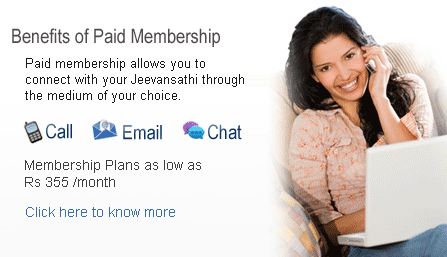 Benefits of Paid Membership
Paid membership allows you to
connect with your Jeevansathi through
the medium of your choice.
Call Email Chat
Membership Plans as low as
Rs 355 /month
Click here to know more